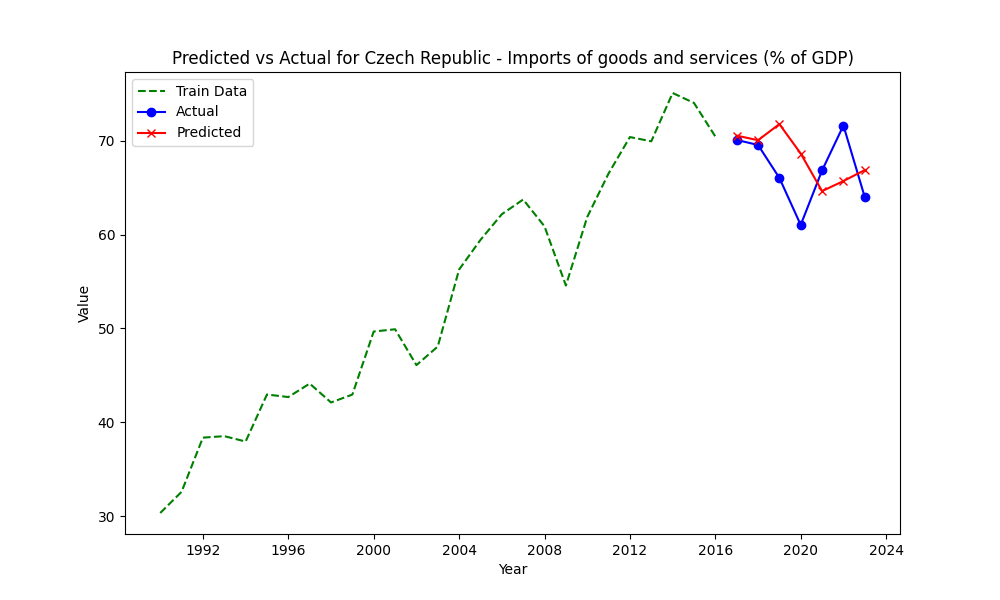 Predicted vs Actual for Czech Republic - Imports of goods and services (% of GDP)
Train Data
Actual
Predicted
70
60
50
40
30
Value
1992 1996 2000 2004 2008 2012 2016 2020 2024
Year